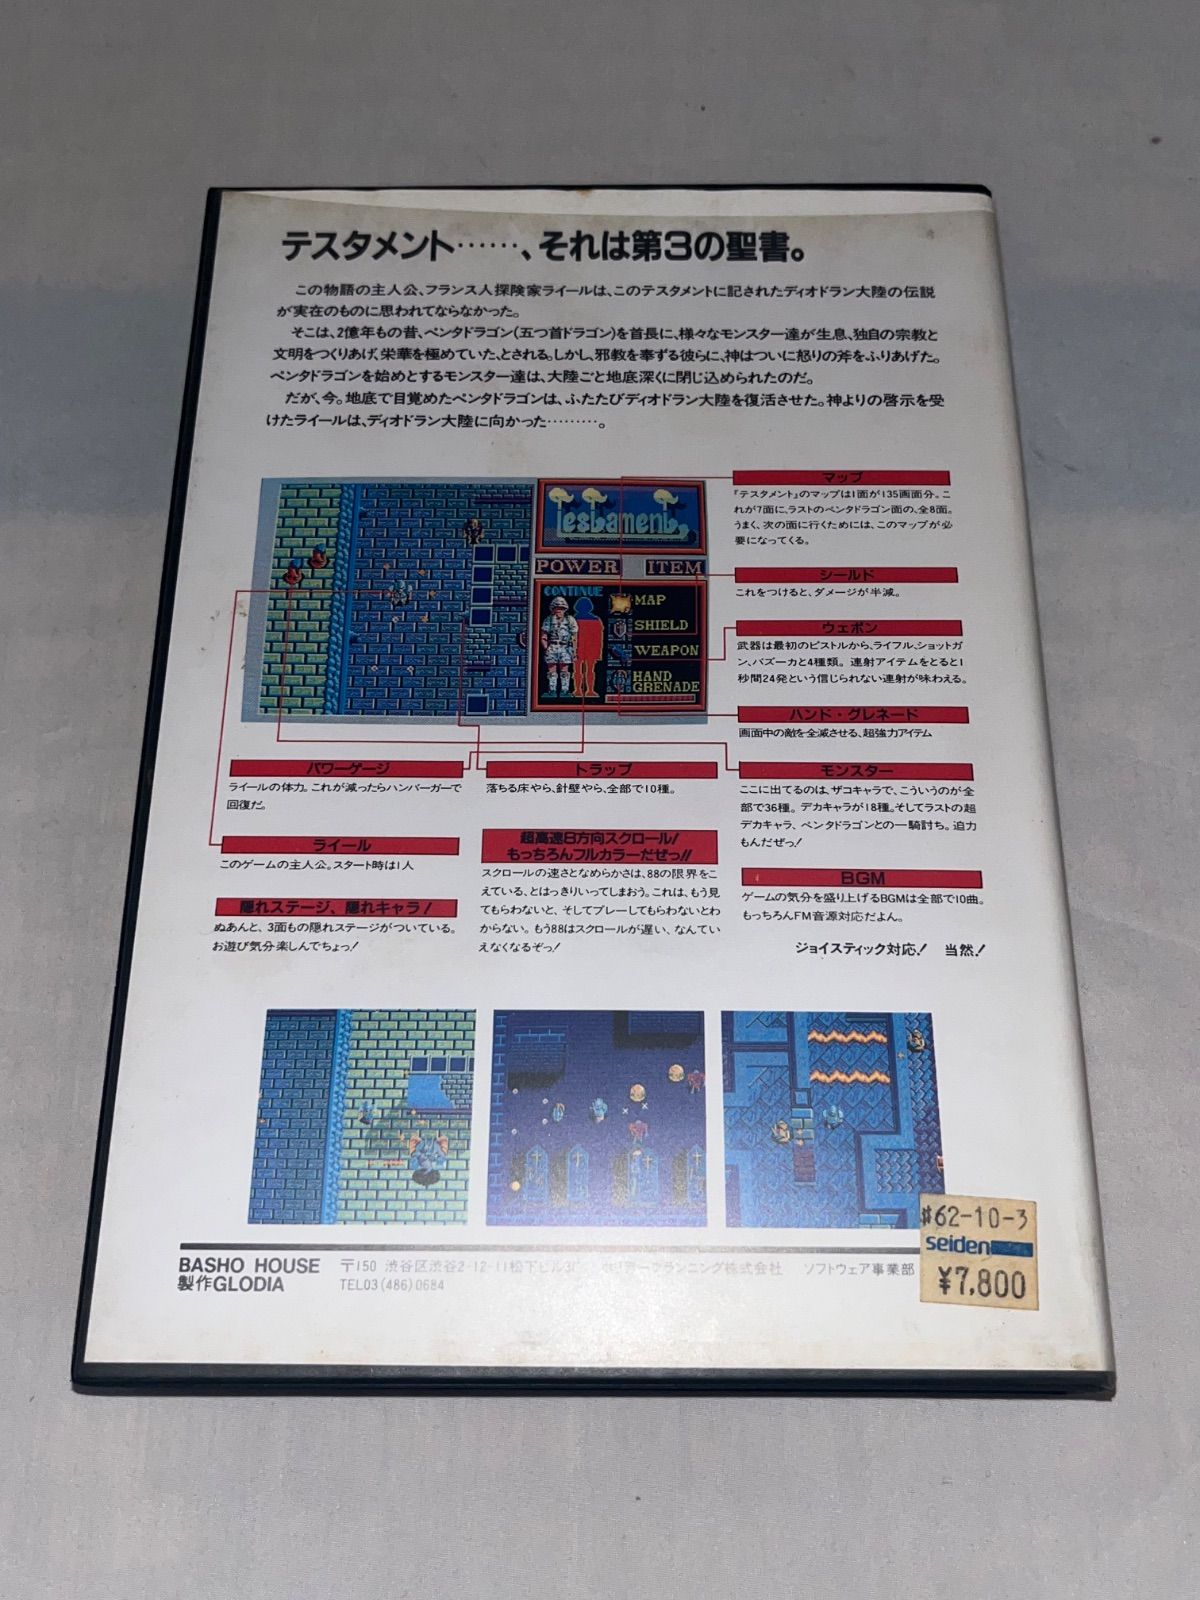 テスタメント……、それは第3の聖書。
この物語の主人公、フランス人探険家ライールは、このテスタメントに記されたディオドラン大陸の伝説
が実在のものに思われてならなかった。
そこは、2億年もの昔、ペンタドラゴン(五つ首ドラゴン)を首長に、様々なモンスター達が生息、独自の宗教と
文明をつくりあげ、栄華を極めていた、とされる。しかし、邪教を奉ずる彼らに、神はついに怒りの斧をふりあげた。
ペンタドラゴンを始めとするモンスター達は、大陸ごと地底深くに閉じ込められたのだ。
だが、今。地底で目覚めたペンタドラゴンは、ふたたびディオドラン大陸を復活させた。神よりの啓示を受
けたライールは、ディオドラン大陸に向かった………。
Testament
POWER ITEM
CONTINUE
MAP
SHIELD
WEAPON
HAND
GRENADE
マップ
『テスタメント』のマップは1面が135画面分。こ
れが7面に、ラストのペンタドラゴン面の、全8面。
うまく、次の面に行くためには、このマップが必
要になってくる。
シールド
これをつけると、ダメージが半減。
ウェポン
武器は最初のピストルから、ライフル、ショットガ
ン、バズーカと4種類。連射アイテムをとると1
秒間24発という信じられない連射が味わえる。
ハンド・グレネード
画面中の敵を全滅させる、超強力アイテム
パワーゲージ
ライールの体力。これが減ったらハンバーガーで
回復だ。
トラップ
落ちる床やら、針壁やら、全部で10種。
モンスター
ここに出てるのは、ザコキャラで、こういうのが全
部で36種。デカキャラが18種。そしてラストの超
デカキャラ、ペンタドラゴンとの一騎討ち。迫力
もんだぜっ!
ライール
このゲームの主人公。スタート時は1人
隠れステージ、隠れキャラ!
ぬあんと、3面もの隠れステージがついている。
お遊び気分楽しんでちょっ!
超高速8方向スクロール!
もっちろんフルカラーだぜっ!!
スクロールの速さとなめらかさは、88の限界をこ
えている、とはっきりいってしまおう。これは、もう見
てもらわないと、そしてプレーしてもらわないとわ
からない。もう88はスクロールが遅い、なんてい
えなくなるぞっ!
BGM
ゲームの気分を盛り上げるBGMは全部で10曲。
もっちろんFM音源対応だよん。
ジョイスティック対応! 当然!
BASHO HOUSE
製作GLODIA
〒150 渋谷区渋谷2-12-11松下ビル3 プランニング株式会社 ソフトウェア事業部
TEL03(486)0684
#62-10-3
seiden
¥7,800